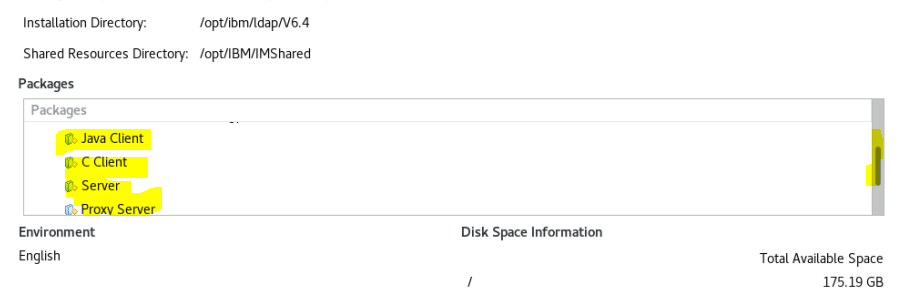 Installation Directory: /opt/ibm/ldap/V6.4
Shared Resources Directory: /opt/IBM/IMShared
Packages
Packages
Java Client
C Client
Server
Proxy Server
Environment Disk Space Information
English Total Available Space
/ 175.19 GB